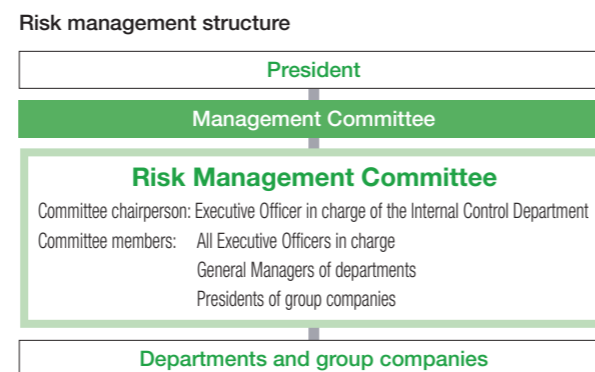 Risk management structure
President
Management Committee
Risk Management Committee
Committee chairperson: Executive Officer in charge of the Internal Control Department
Committee members: All Executive Officers in charge
General Managers of departments
Presidents of group companies
Departments and group companies